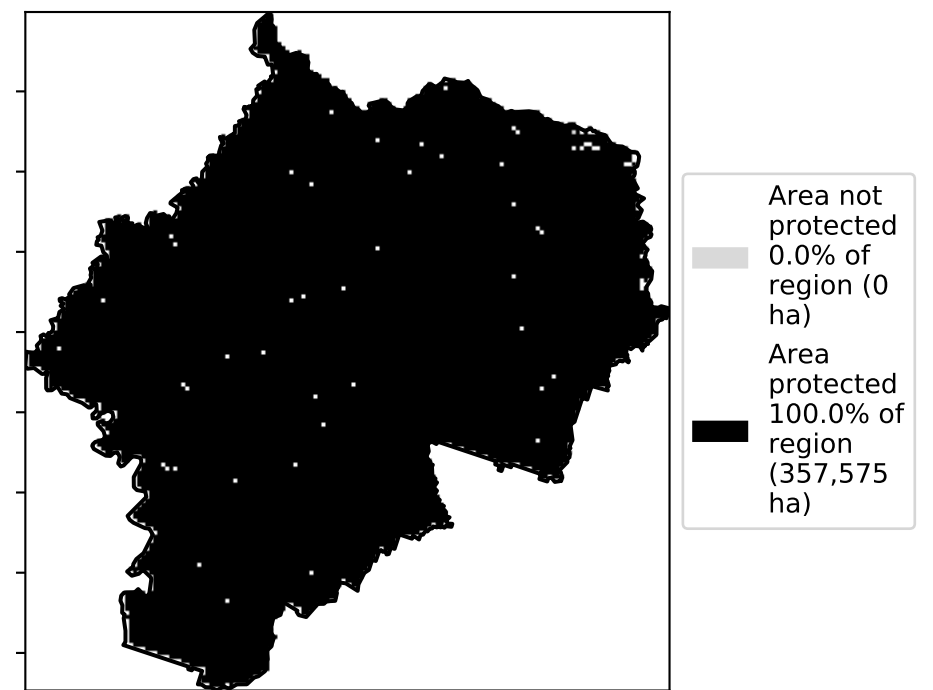 Area not
protected
0.0% of
region (0
ha)
Area
protected
100.0% of
region
(357,575
ha)